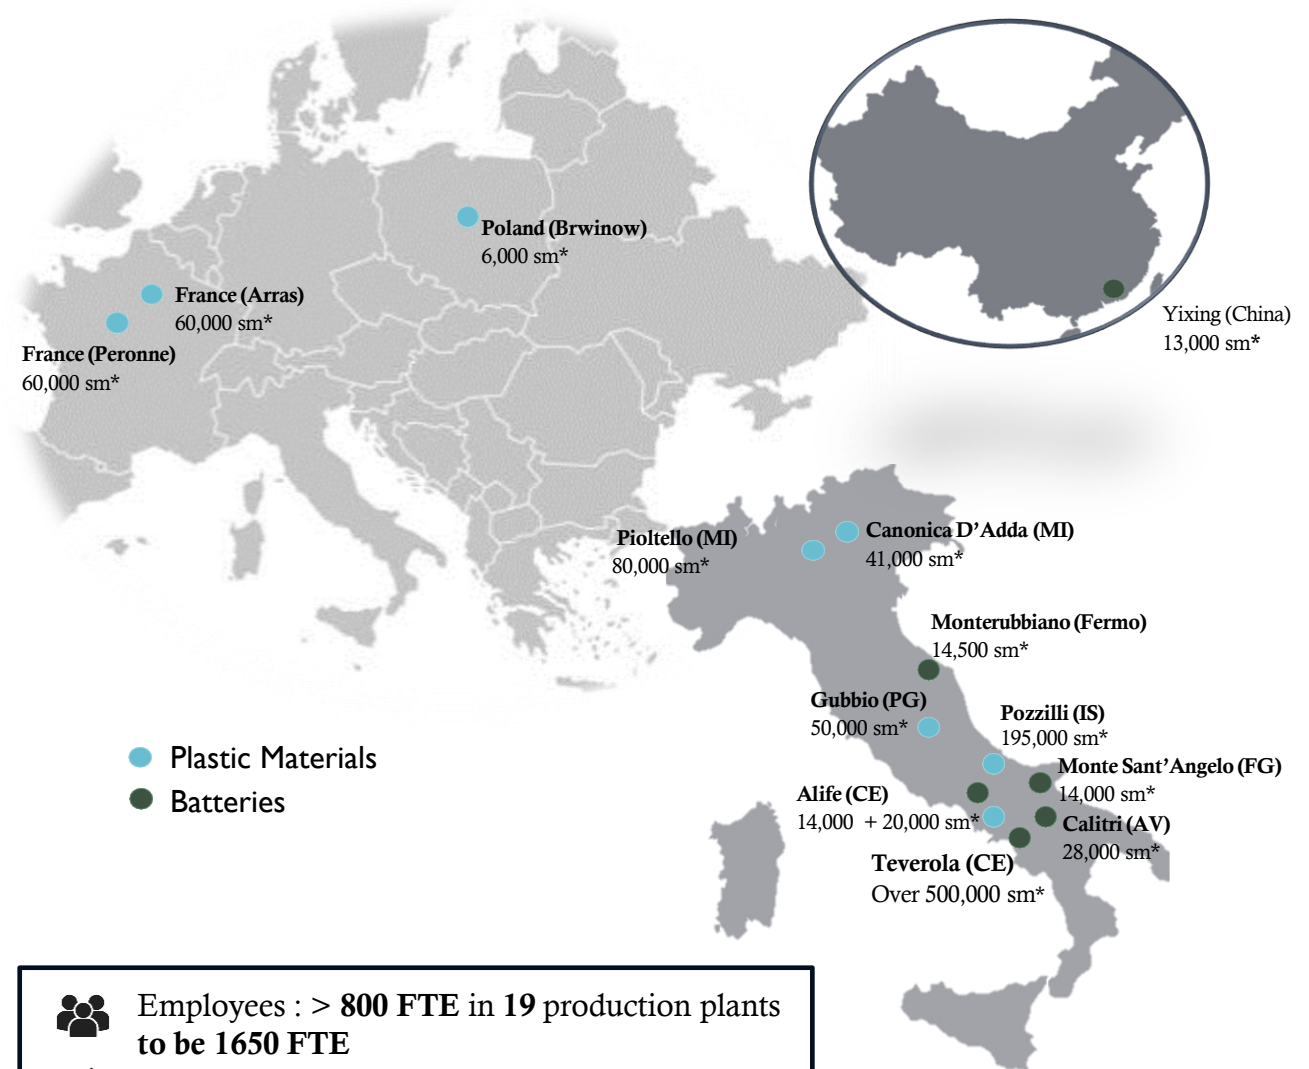 Poland (Brwinow)
6,000 sm*
France (Arras)
60,000 sm*
France (Peronne)
60,000 sm*
Yixing (China)
13,000 sm*
Pioltello (MI)
80,000 sm*
Canonica D’Adda (MI)
41,000 sm*
Monterubbiano (Fermo)
14,500 sm*
Gubbio (PG)
50,000 sm*
Pozzilli (IS)
195,000 sm*
Monte Sant’Angelo (FG)
14,000 sm*
Alife (CE)
14,000 + 20,000 sm*
Calitri (AV)
28,000 sm*
Teverola (CE)
Over 500,000 sm*
Plastic Materials
Batteries
Employees : > 800 FTE in 19 production plants
to be 1650 FTE